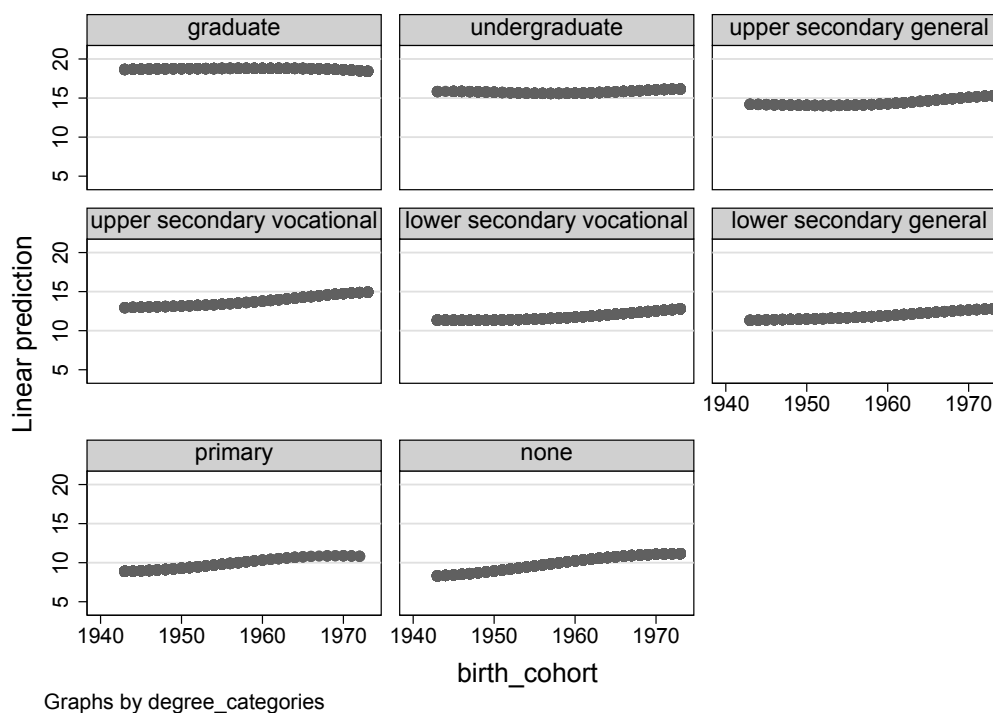 graduate undergraduate upper secondary general
20
15
10
5
upper secondary vocational lower secondary vocational lower secondary general
20
15
10
5
1940 1950 1960 1970
primary none
20
15
10
5
1940 1950 1960 1970 1940 1950 1960 1970
Linear prediction
birth_cohort
Graphs by degree_categories